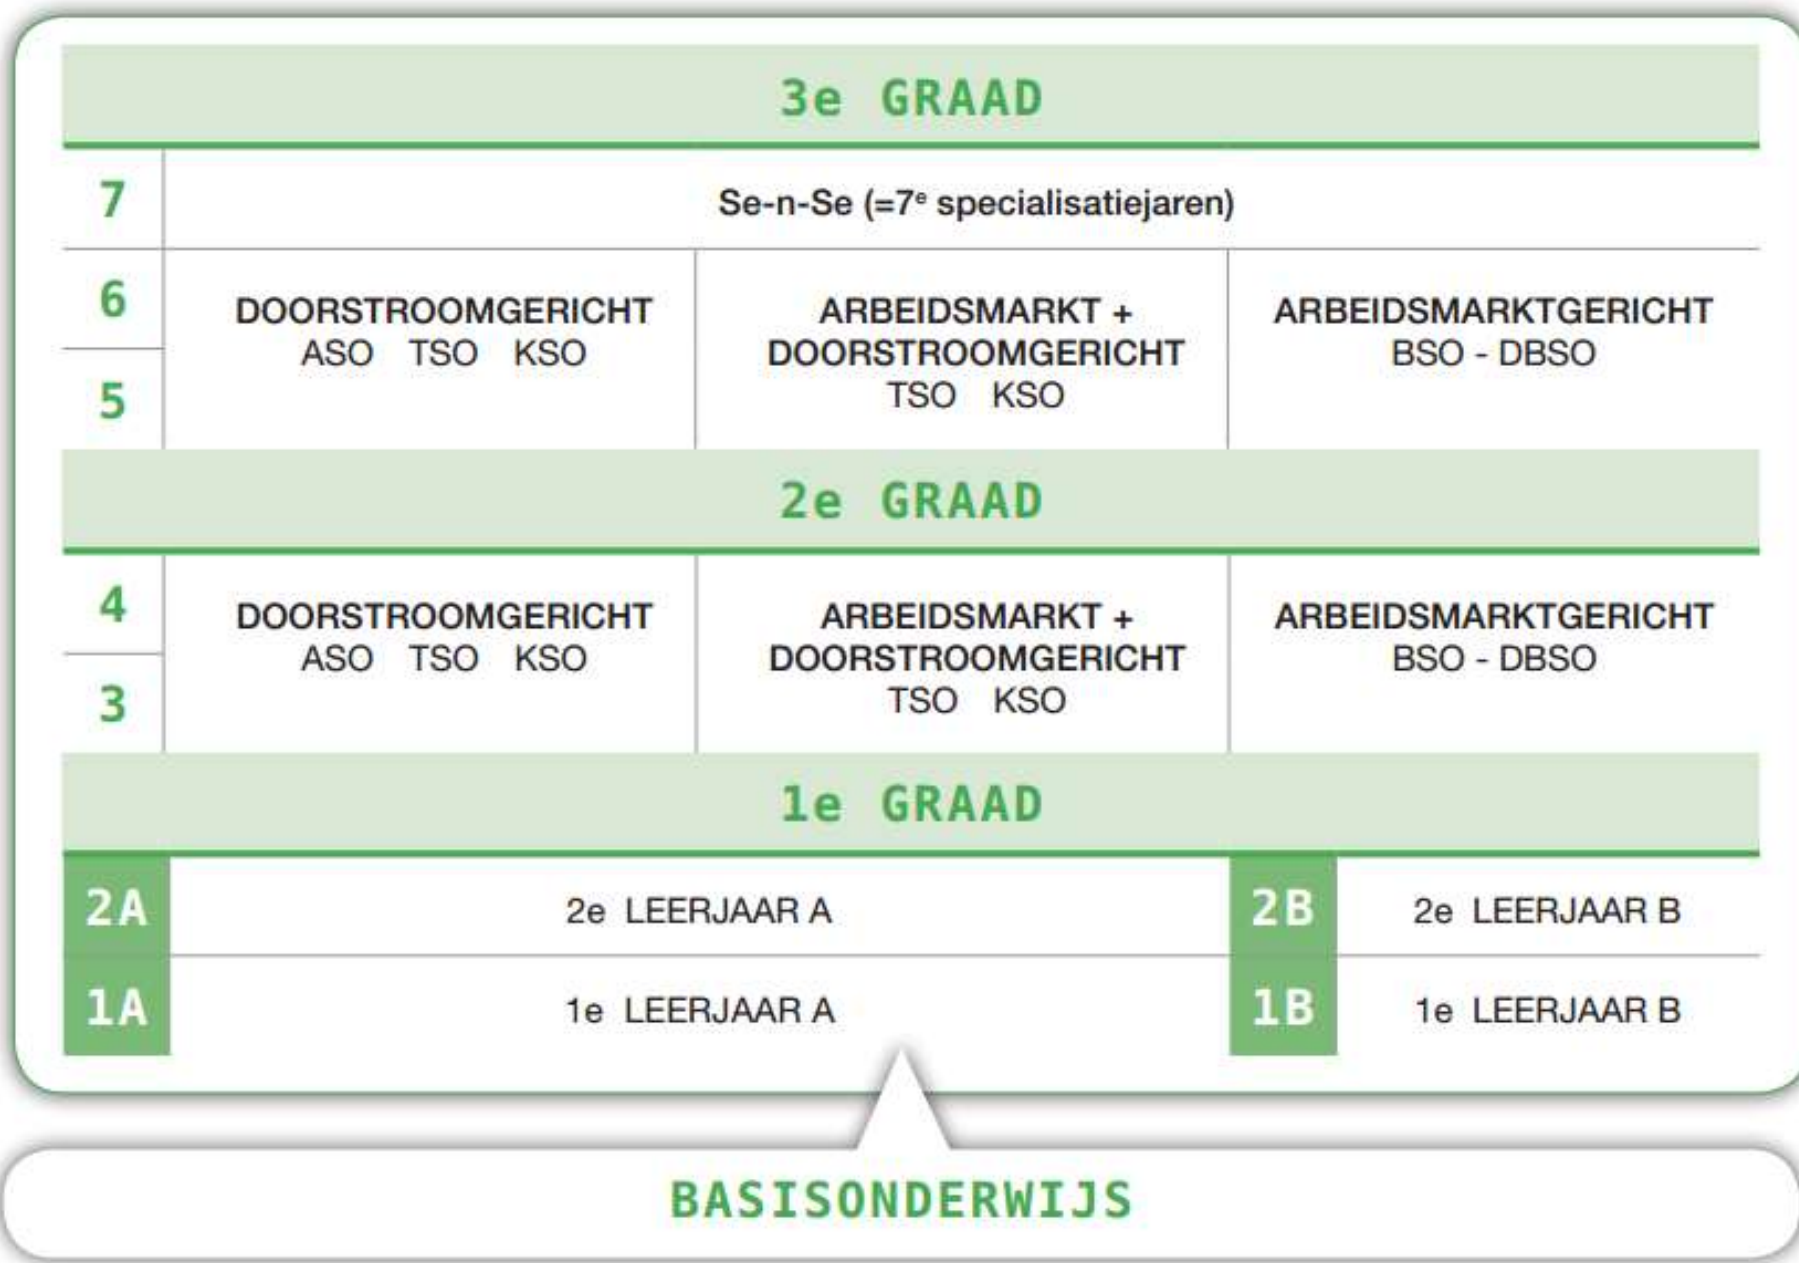 3e GRAAD
7
Se-n-Se (=7ᵉ specialisatiejaren)
6
5
DOORSTROOMGERICHT
ASO TSO KSO
ARBEIDSMARKT +
DOORSTROOMGERICHT
TSO KSO
ARBEIDSMARKTGERICHT
BSO - DBSO
2e GRAAD
4
3
DOORSTROOMGERICHT
ASO TSO KSO
ARBEIDSMARKT +
DOORSTROOMGERICHT
TSO KSO
ARBEIDSMARKTGERICHT
BSO - DBSO
1e GRAAD
2A
2e LEERJAAR A
2B
2e LEERJAAR B
1A
1e LEERJAAR A
1B
1e LEERJAAR B
BASISONDERWIJS